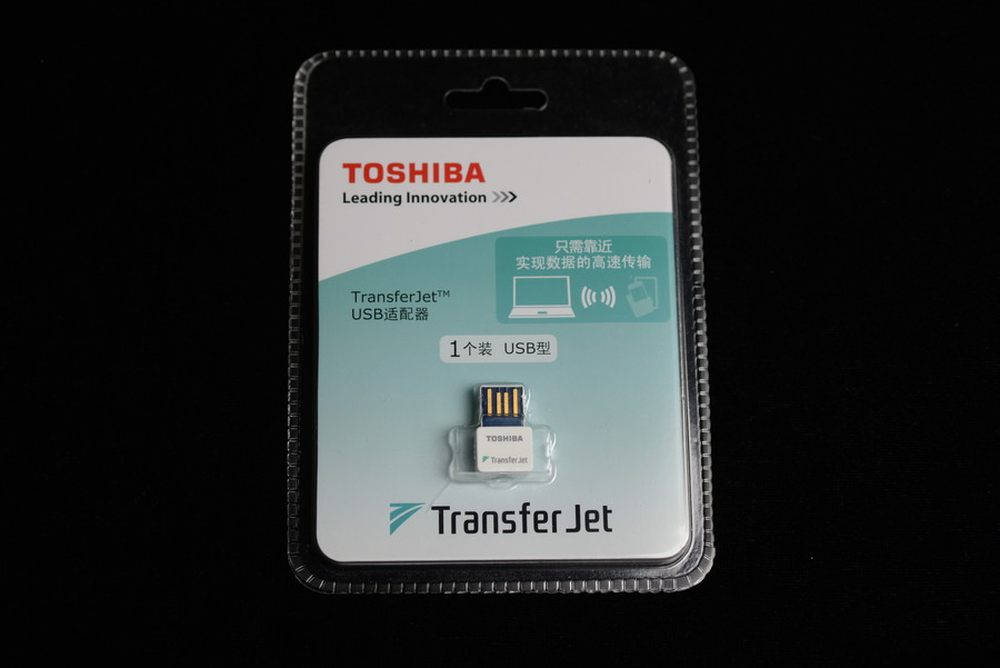 TOSHIBA
Leading Innovation >>>
只需靠近
实现数据的高速传输
TransferJet™
USB适配器
1个装 USB型
TOSHIBA
TransferJet
TransferJet